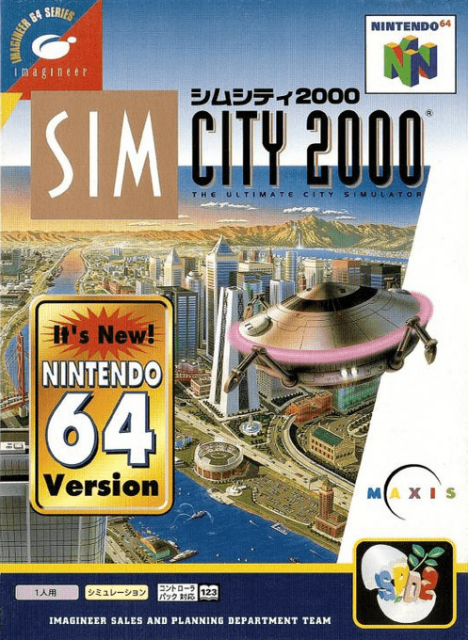 IMAGINEER 64 SERIES
imagineer
NINTENDO64
N
シムシティ2000
SIM
CITY 2000®
THE ULTIMATE CITY SIMULATOR
It's New!
NINTENDO
64
Version
MAXIS
1人用
シミュレーション
コントローラ
パック対応
123
IMAGINEER SALES AND PLANNING DEPARTMENT TEAM